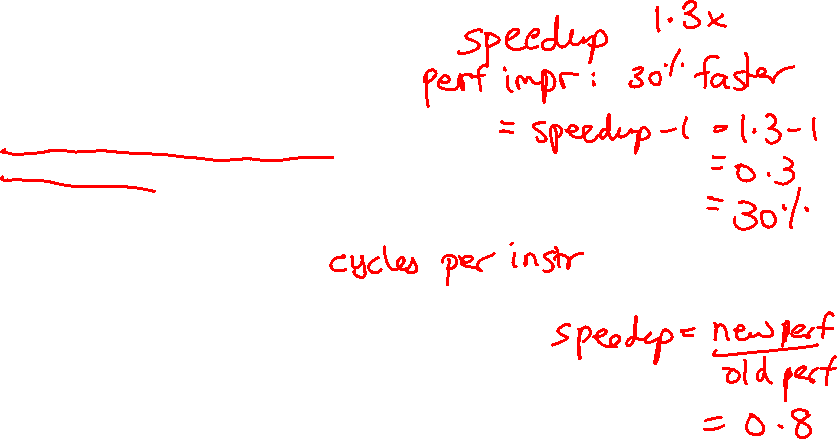 speedup 1.3x
perf impr: 30% faster
= speedup - 1 = 1.3 - 1
= 0.3
= 30%
cycles per instr
speedup = new perf
old perf
= 0.8